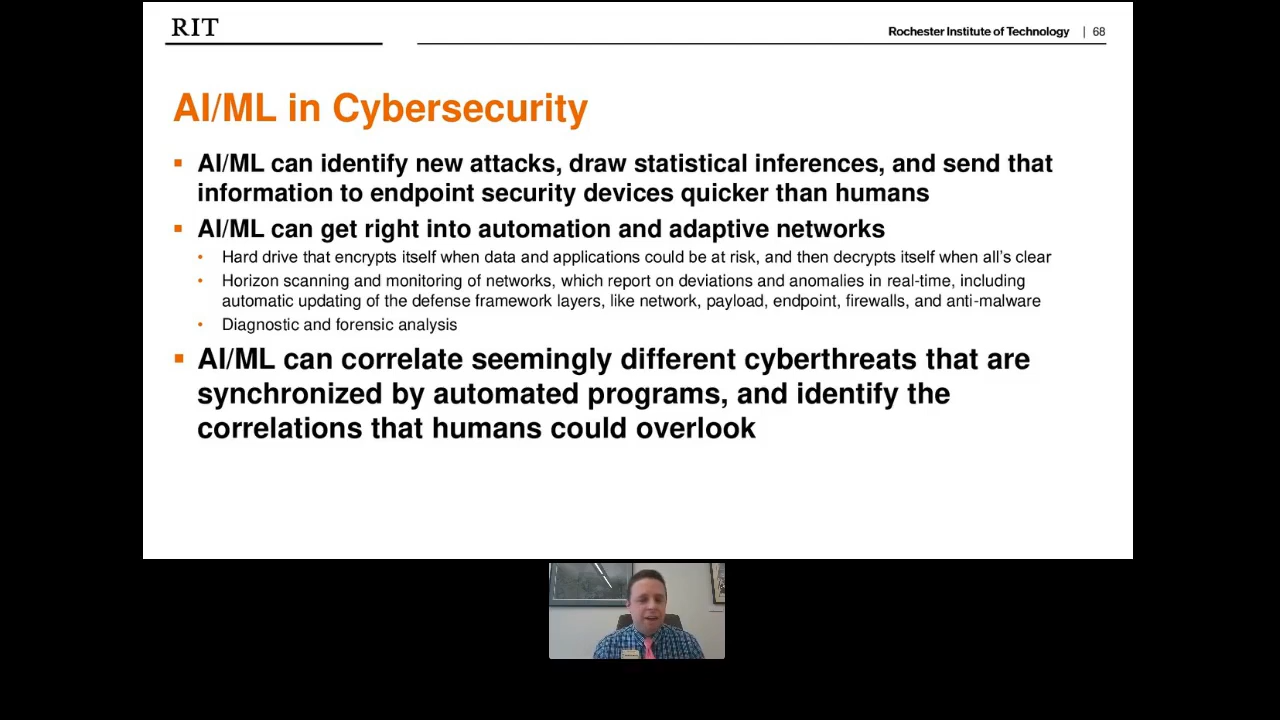 RIT
Rochester Institute of Technology | 68
AI/ML in Cybersecurity
▪ AI/ML can identify new attacks, draw statistical inferences, and send that
information to endpoint security devices quicker than humans
▪ AI/ML can get right into automation and adaptive networks
• Hard drive that encrypts itself when data and applications could be at risk, and then decrypts itself when all’s clear
• Horizon scanning and monitoring of networks, which report on deviations and anomalies in real-time, including
automatic updating of the defense framework layers, like network, payload, endpoint, firewalls, and anti-malware
• Diagnostic and forensic analysis
▪ AI/ML can correlate seemingly different cyberthreats that are
synchronized by automated programs, and identify the
correlations that humans could overlook